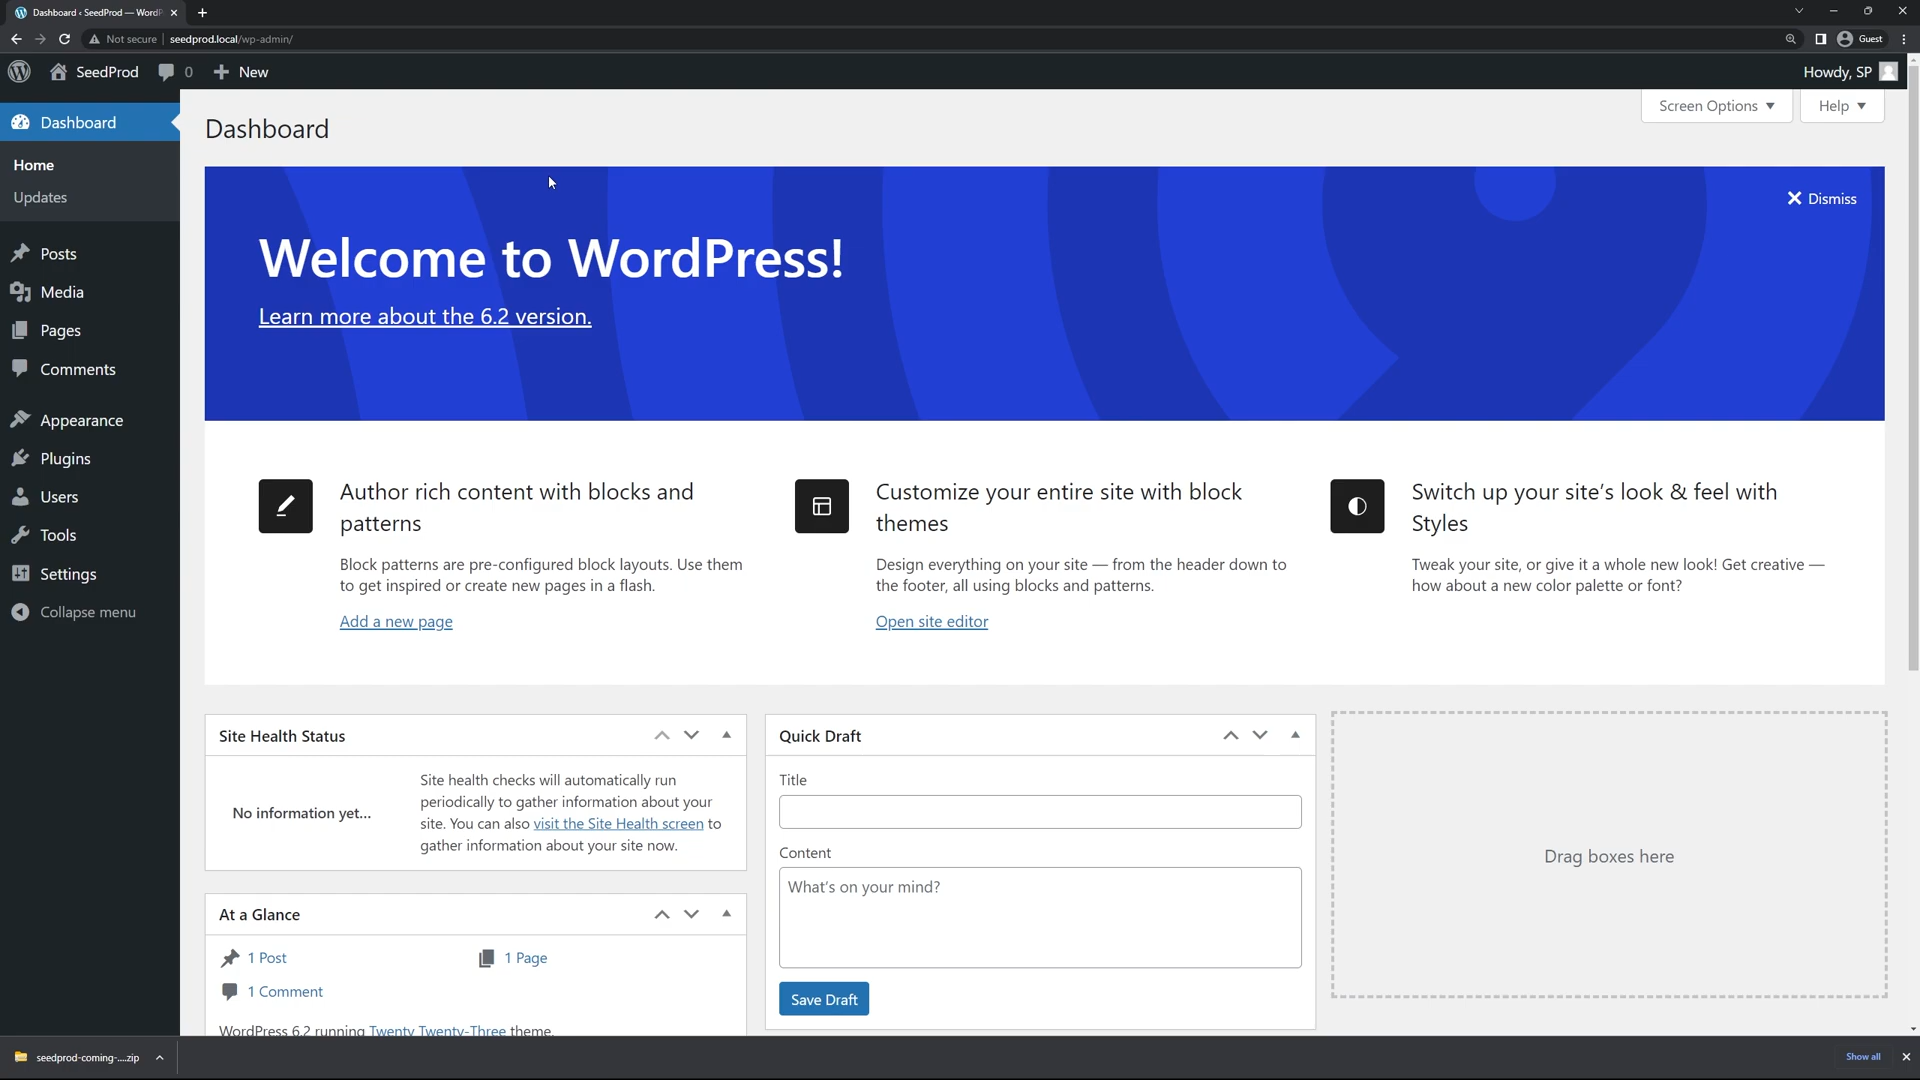 Dashboard ‹ SeedProd — WordP
Not secure | seedprod.local/wp-admin/
Guest
SeedProd
0
New
Howdy, SP
Dashboard
Home
Updates
Posts
Media
Pages
Comments
Appearance
Plugins
Users
Tools
Settings
Collapse menu
Dashboard
Screen Options
Help
Dismiss
Welcome to WordPress!
Learn more about the 6.2 version.
Author rich content with blocks and
patterns
Block patterns are pre-configured block layouts. Use them
to get inspired or create new pages in a flash.
Add a new page
Customize your entire site with block
themes
Design everything on your site — from the header down to
the footer, all using blocks and patterns.
Open site editor
Switch up your site’s look & feel with
Styles
Tweak your site, or give it a whole new look! Get creative —
how about a new color palette or font?
Site Health Status
No information yet…
Site health checks will automatically run
periodically to gather information about your
site. You can also visit the Site Health screen to
gather information about your site now.
At a Glance
1 Post
1 Page
1 Comment
WordPress 6.2 running Twenty Twenty-Three theme.
Quick Draft
Title
Content
What’s on your mind?
Save Draft
Drag boxes here
seedprod-coming-....zip
Show all